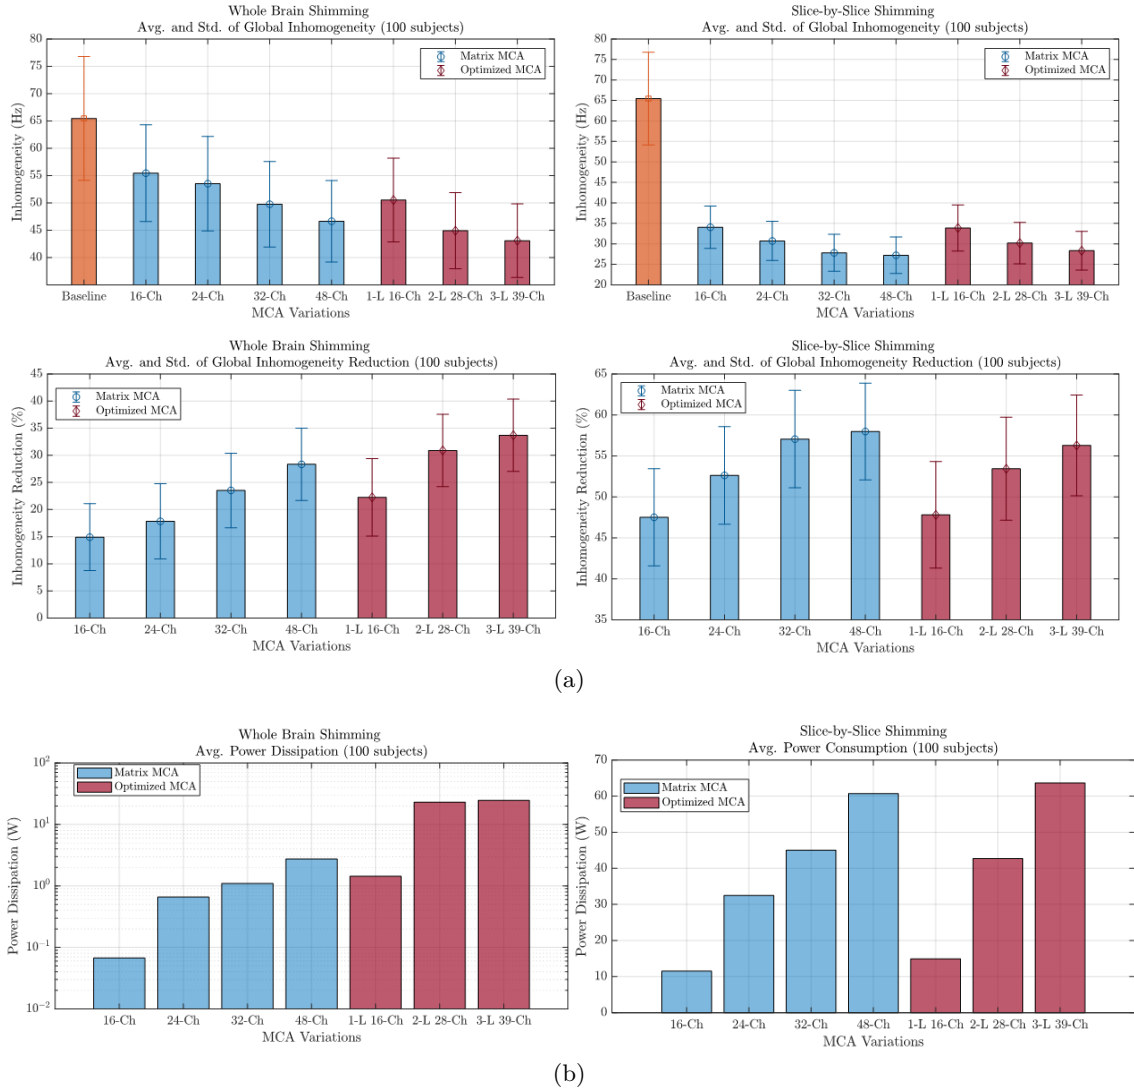 Whole Brain Shimming
Avg. and Std. of Global Inhomogeneity (100 subjects)
80
75
70
65
60
55
50
45
40
Inhomogeneity (Hz)
Matrix MCA
Optimized MCA
Baseline 16-Ch 24-Ch 32-Ch 48-Ch 1-L 16-Ch 2-L 28-Ch 3-L 39-Ch
MCA Variations
Slice-by-Slice Shimming
Avg. and Std. of Global Inhomogeneity (100 subjects)
80
75
70
65
60
55
50
45
40
35
30
25
20
Inhomogeneity (Hz)
Matrix MCA
Optimized MCA
Baseline 16-Ch 24-Ch 32-Ch 48-Ch 1-L 16-Ch 2-L 28-Ch 3-L 39-Ch
MCA Variations
Whole Brain Shimming
Avg. and Std. of Global Inhomogeneity Reduction (100 subjects)
45
40
35
30
25
20
15
10
5
0
Inhomogeneity Reduction (%)
Matrix MCA
Optimized MCA
16-Ch 24-Ch 32-Ch 48-Ch 1-L 16-Ch 2-L 28-Ch 3-L 39-Ch
MCA Variations
Slice-by-Slice Shimming
Avg. and Std. of Global Inhomogeneity Reduction (100 subjects)
65
60
55
50
45
40
35
Inhomogeneity Reduction (%)
Matrix MCA
Optimized MCA
16-Ch 24-Ch 32-Ch 48-Ch 1-L 16-Ch 2-L 28-Ch 3-L 39-Ch
MCA Variations
(a)
Whole Brain Shimming
Avg. Power Dissipation (100 subjects)
10²
10¹
10⁰
10⁻¹
10⁻²
Power Dissipation (W)
Matrix MCA
Optimized MCA
16-Ch 24-Ch 32-Ch 48-Ch 1-L 16-Ch 2-L 28-Ch 3-L 39-Ch
MCA Variations
Slice-by-Slice Shimming
Avg. Power Consumption (100 subjects)
70
60
50
40
30
20
10
0
Power Dissipation (W)
Matrix MCA
Optimized MCA
16-Ch 24-Ch 32-Ch 48-Ch 1-L 16-Ch 2-L 28-Ch 3-L 39-Ch
MCA Variations
(b)